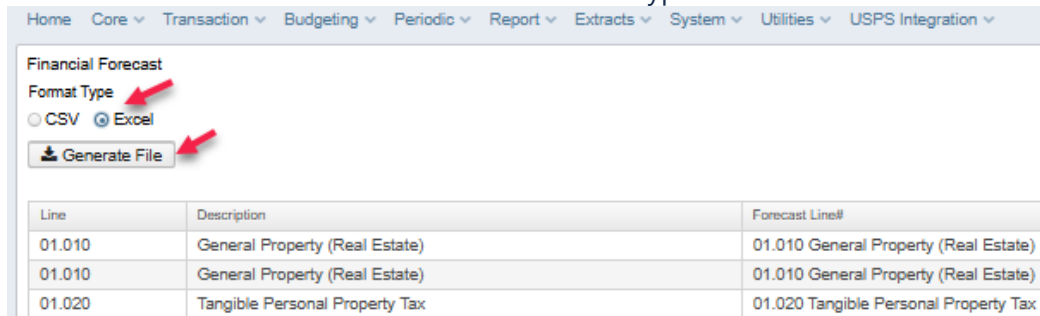 Home Core Transaction Budgeting Periodic Report Extracts System Utilities USPS Integration
Financial Forecast
Format Type
CSV Excel
Generate File
Line Description Forecast Line#
01.010 General Property (Real Estate) 01.010 General Property (Real Estate)
01.010 General Property (Real Estate) 01.010 General Property (Real Estate)
01.020 Tangible Personal Property Tax 01.020 Tangible Personal Property Tax